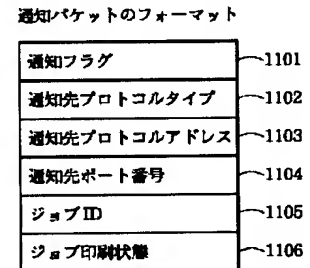 通知パケットのフォーマット
通知フラグ 1101
通知先プロトコルタイプ 1102
通知先プロトコルアドレス 1103
通知先ポート番号 1104
ジョブID 1105
ジョブ印刷状態 1106